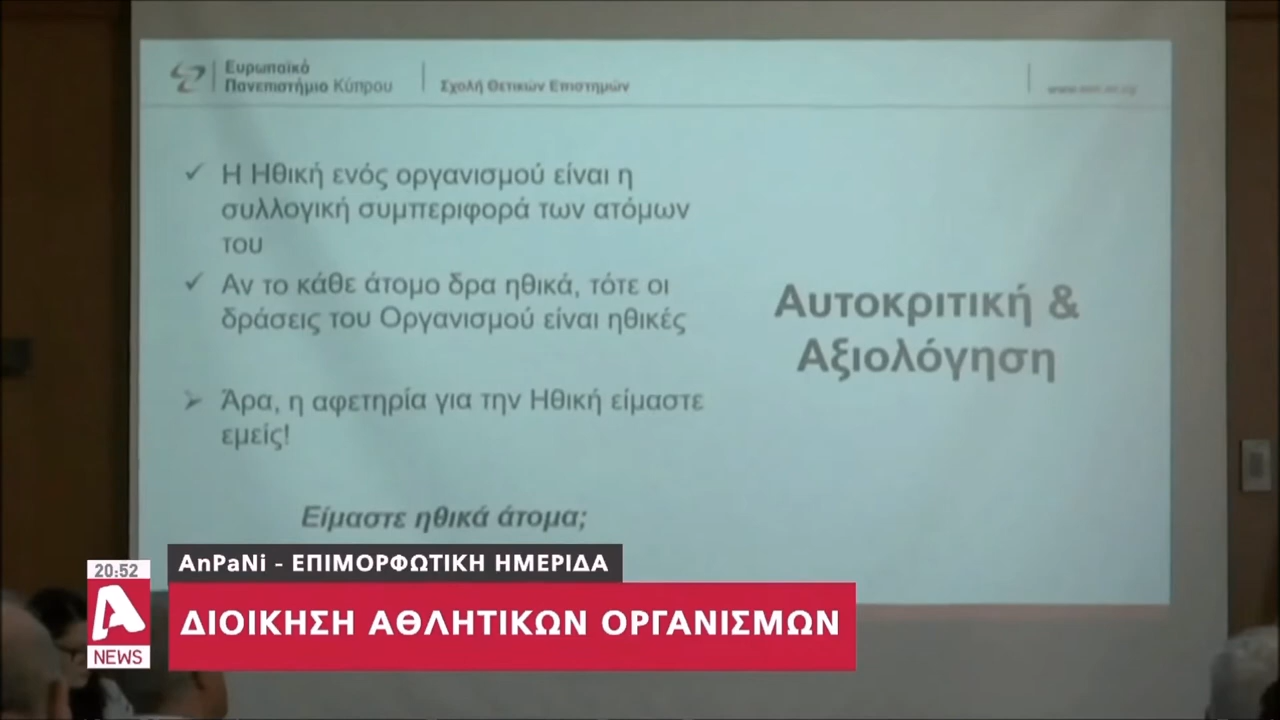 Ευρωπαϊκό
Πανεπιστήμιο Κύπρου
Σχολή Θετικών Επιστημών
✓ Η Ηθική ενός οργανισμού είναι η
συλλογική συμπεριφορά των ατόμων
του
✓ Αν το κάθε άτομο δρα ηθικά, τότε οι
δράσεις του Οργανισμού είναι ηθικές
➢ Άρα, η αφετηρία για την Ηθική είμαστε
εμείς!
Είμαστε ηθικά άτομα;
Αυτοκριτική &
Αξιολόγηση
AnPaNi - ΕΠΙΜΟΡΦΩΤΙΚΗ ΗΜΕΡΙΔΑ
20:52
ΔΙΟΙΚΗΣΗ ΑΘΛΗΤΙΚΩΝ ΟΡΓΑΝΙΣΜΩΝ
A
NEWS